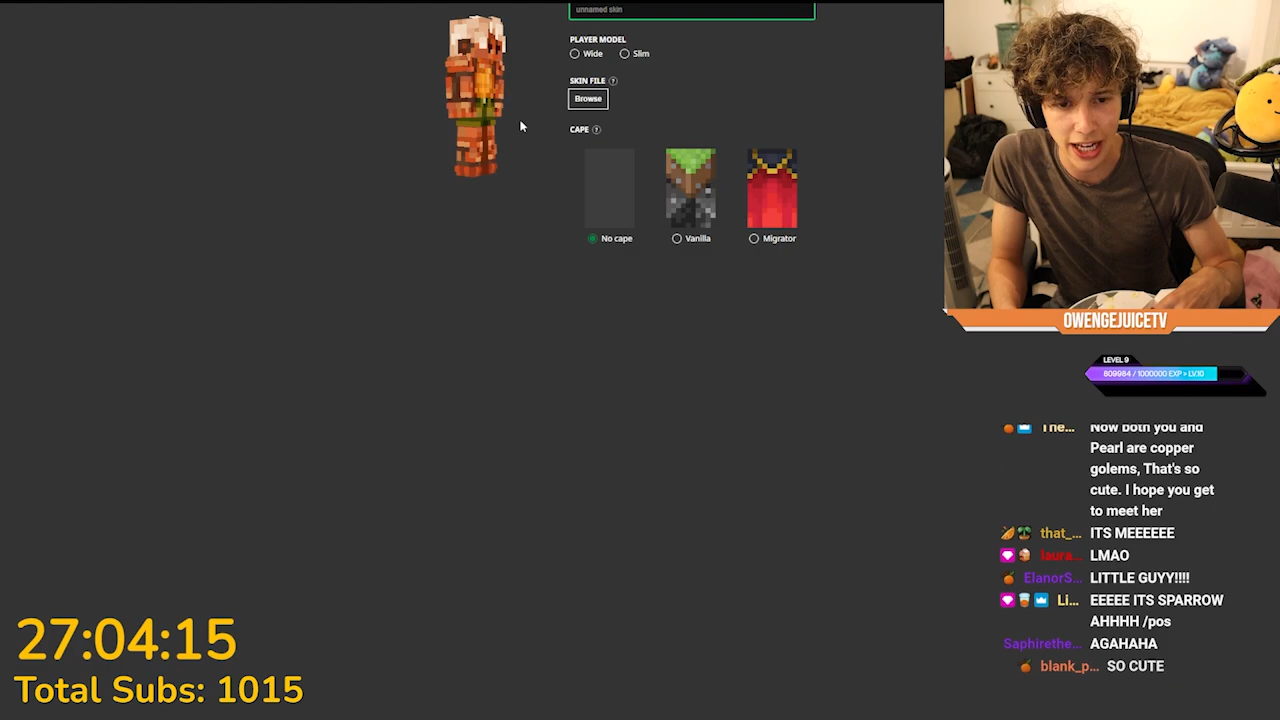 unnamed skin
PLAYER MODEL
Wide
Slim
SKIN FILE ?
Browse
CAPE ?
No cape
Vanilla
Migrator
OWENGEJUICETV
LEVEL 9
809984 / 1000000 EXP > LV.10
The... Now both you and
Pearl are copper
golems, That's so
cute. I hope you get
to meet her
that_... ITS MEEEEEE
laura... LMAO
ElanorS... LITTLE GUYY!!!!
Li... EEEEE ITS SPARROW
AHHHH /pos
Saphirethe... AGAHAHA
blank_p... SO CUTE
27:04:15
Total Subs: 1015